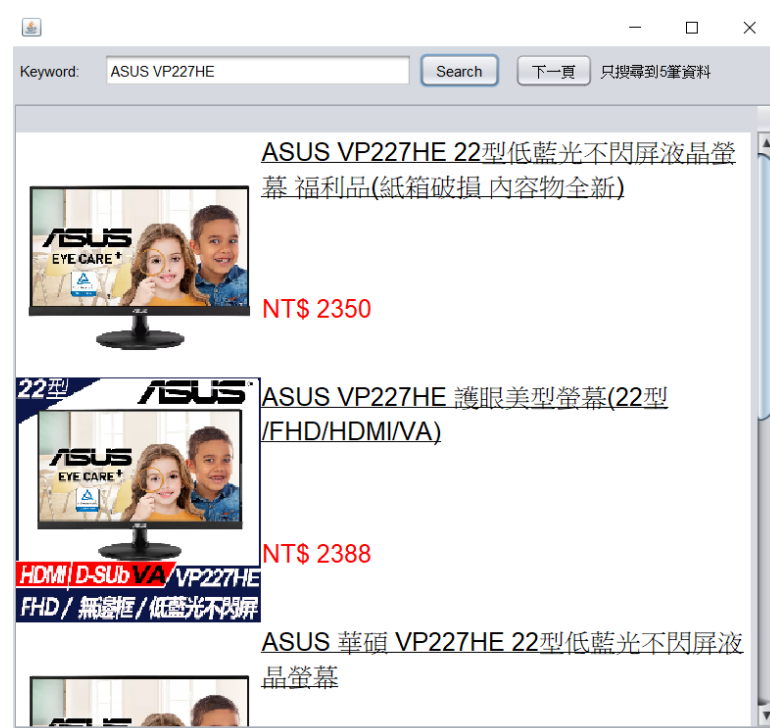 Keyword:
ASUS VP227HE
Search
下一頁
只搜尋到5筆資料
ASUS VP227HE 22型低藍光不閃屏液晶螢
幕 福利品(紙箱破損 內容物全新)
ASUS
EYE CARE+
NT$ 2350
22型
ASUS
ASUS VP227HE 護眼美型螢幕(22型
/FHD/HDMI/VA)
ASUS
EYE CARE+
NT$ 2388
HDMI D-SUb VA/VP227HE
FHD / 無邊框 / 低藍光不閃屏
ASUS 華碩 VP227HE 22型低藍光不閃屏液
晶螢幕